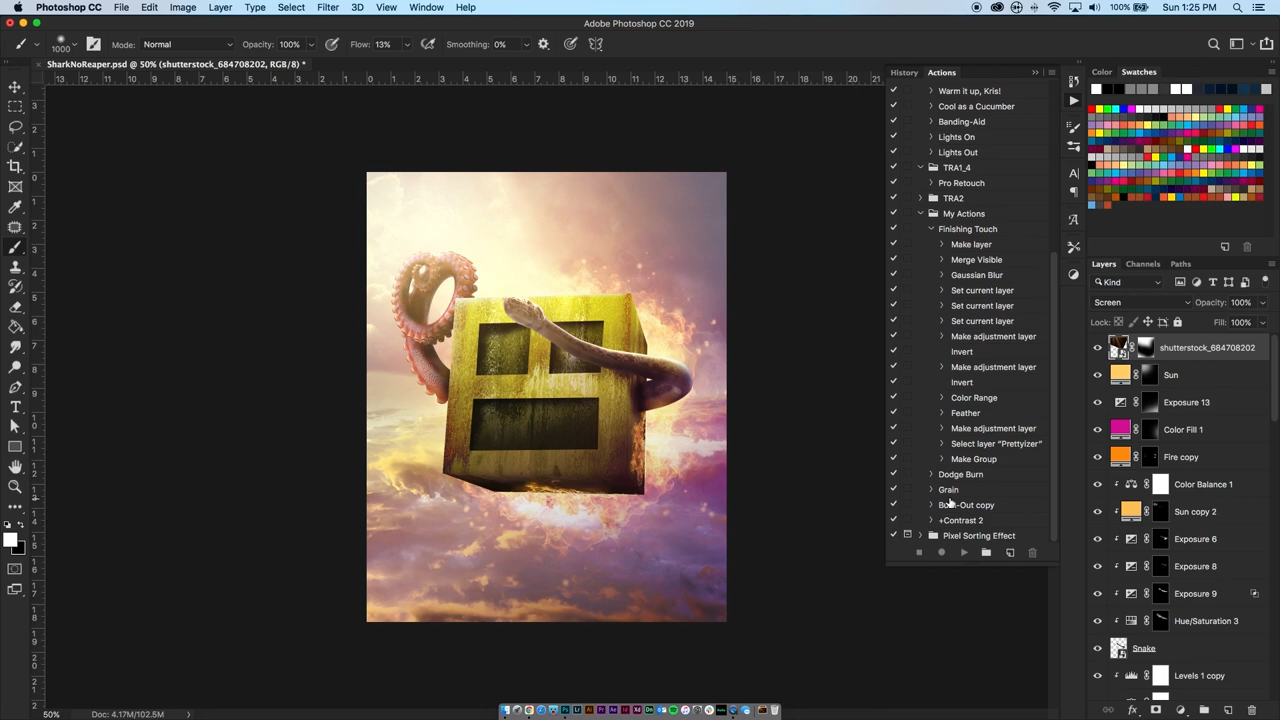 Photoshop CC File Edit Image Layer Type Select Filter 3D View Window Help 100% Sun 1:25 PM
Adobe Photoshop CC 2019
1000 Mode: Normal Opacity: 100% Flow: 13% Smoothing: 0%
× SharkNoReaper.psd @ 50% (shutterstock_684708202, RGB/8) *
History Actions
Color Swatches
Warm it up, Kris!
Cool as a Cucumber
Banding-Aid
Lights On
Lights Out
TRA1_4
Pro Retouch
TRA2
My Actions
Finishing Touch
Make layer
Merge Visible
Gaussian Blur
Set current layer
Set current layer
Set current layer
Make adjustment layer
Invert
Make adjustment layer
Invert
Color Range
Feather
Make adjustment layer
Select layer “Prettyizer”
Make Group
Dodge Burn
Grain
-Out copy
+Contrast 2
Pixel Sorting Effect
Layers Channels Paths
Kind
Screen Opacity: 100%
Lock: Fill: 100%
shutterstock_684708202
Sun
Exposure 13
Color Fill 1
Fire copy
Color Balance 1
Sun copy 2
Exposure 6
Exposure 8
Exposure 9
Hue/Saturation 3
Snake
Levels 1 copy
50% Doc: 4.17M/102.5M